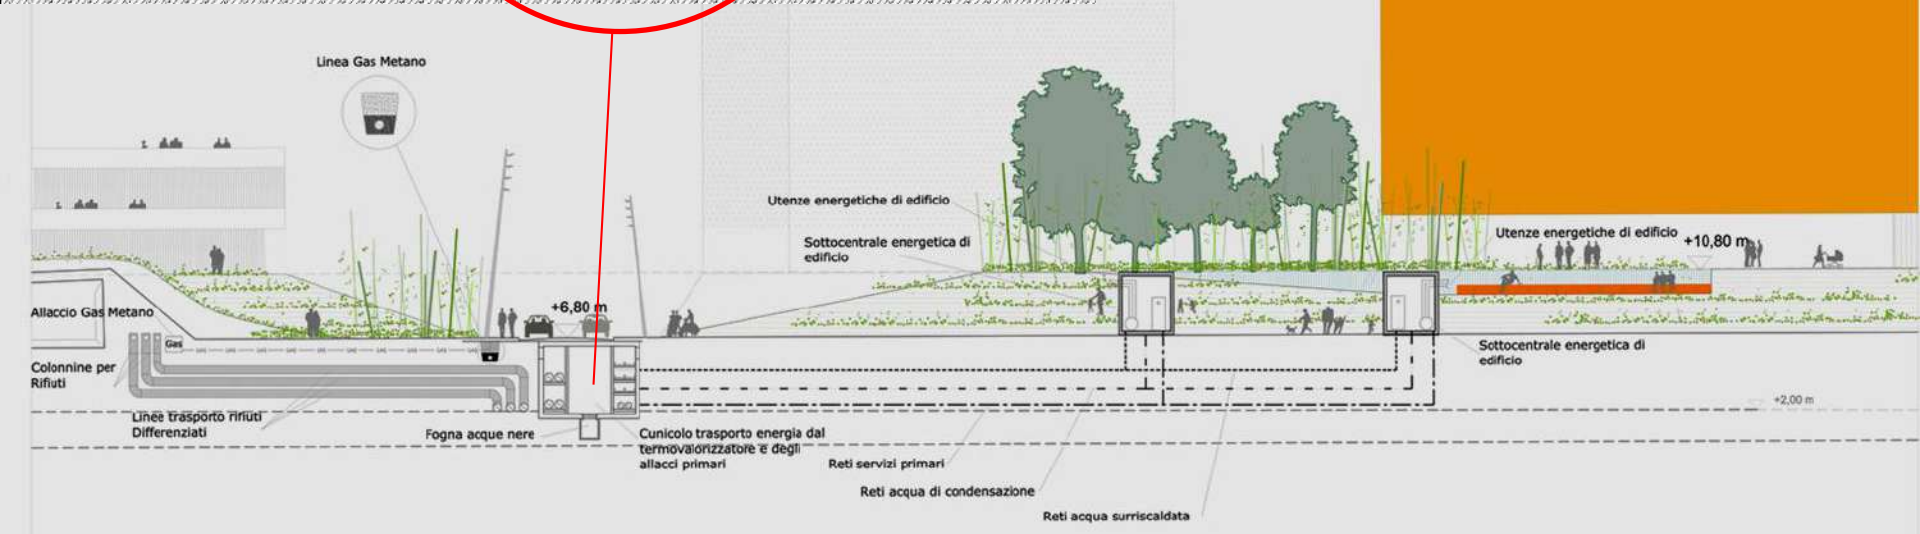 Linea Gas Metano
Utenze energetiche di edificio
Sottocentrale energetica di
edificio
Utenze energetiche di edificio
+10,80 m
Allaccio Gas Metano
+6,80 m
Gas
Colonnine per
Rifiuti
Sottocentrale energetica di
edificio
+2,00 m
Linee trasporto rifiuti
Differenziati
Fogna acque nere
Cunicolo trasporto energia dal
termovalorizzatore e degli
allacci primari
Reti servizi primari
Reti acqua di condensazione
Reti acqua surriscaldata